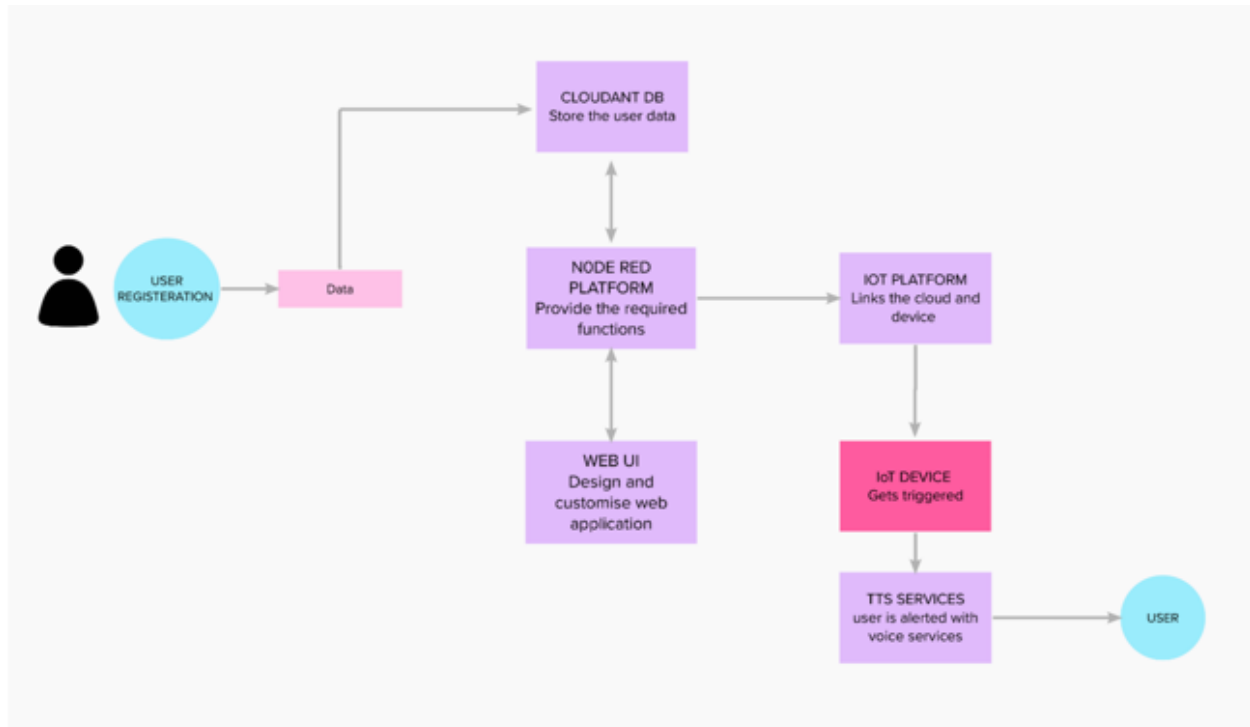 CLOUDANT DB
Store the user data
USER
REGISTERATION
Data
N0DE RED
PLATFORM
Provide the required
functions
IOT PLATFORM
Links the cloud and
device
WEB UI
Design and
customise web
application
IoT DEVICE
Gets triggered
TTS SERVICES
user is alerted with
voice services
USER